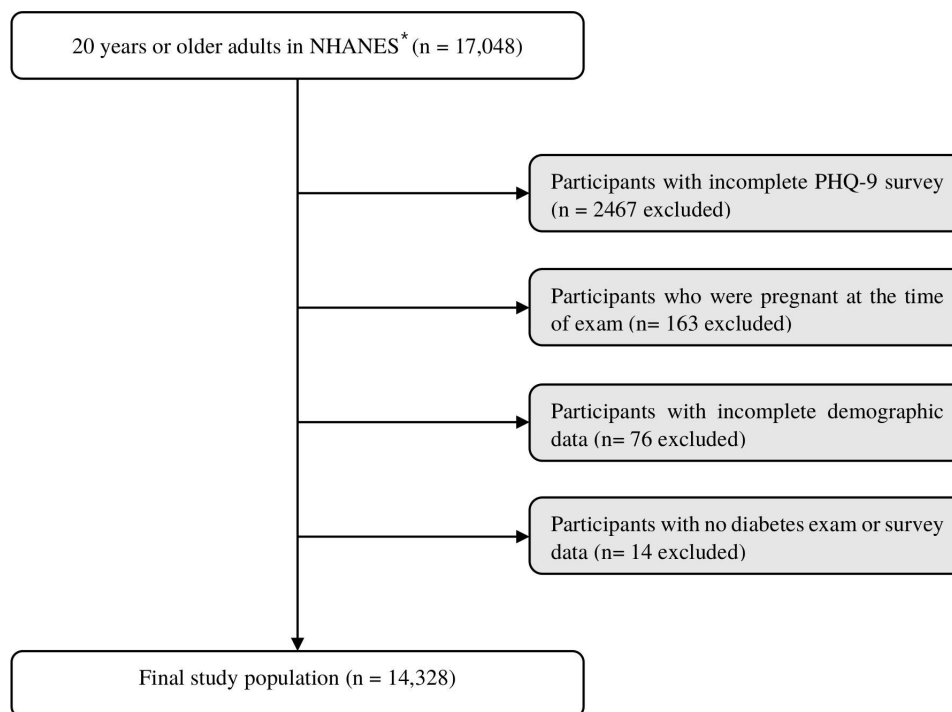 20 years or older adults in NHANES* (n = 17,048)
Participants with incomplete PHQ-9 survey
(n = 2467 excluded)
Participants who were pregnant at the time
of exam (n= 163 excluded)
Participants with incomplete demographic
data (n= 76 excluded)
Participants with no diabetes exam or survey
data (n= 14 excluded)
Final study population (n = 14,328)